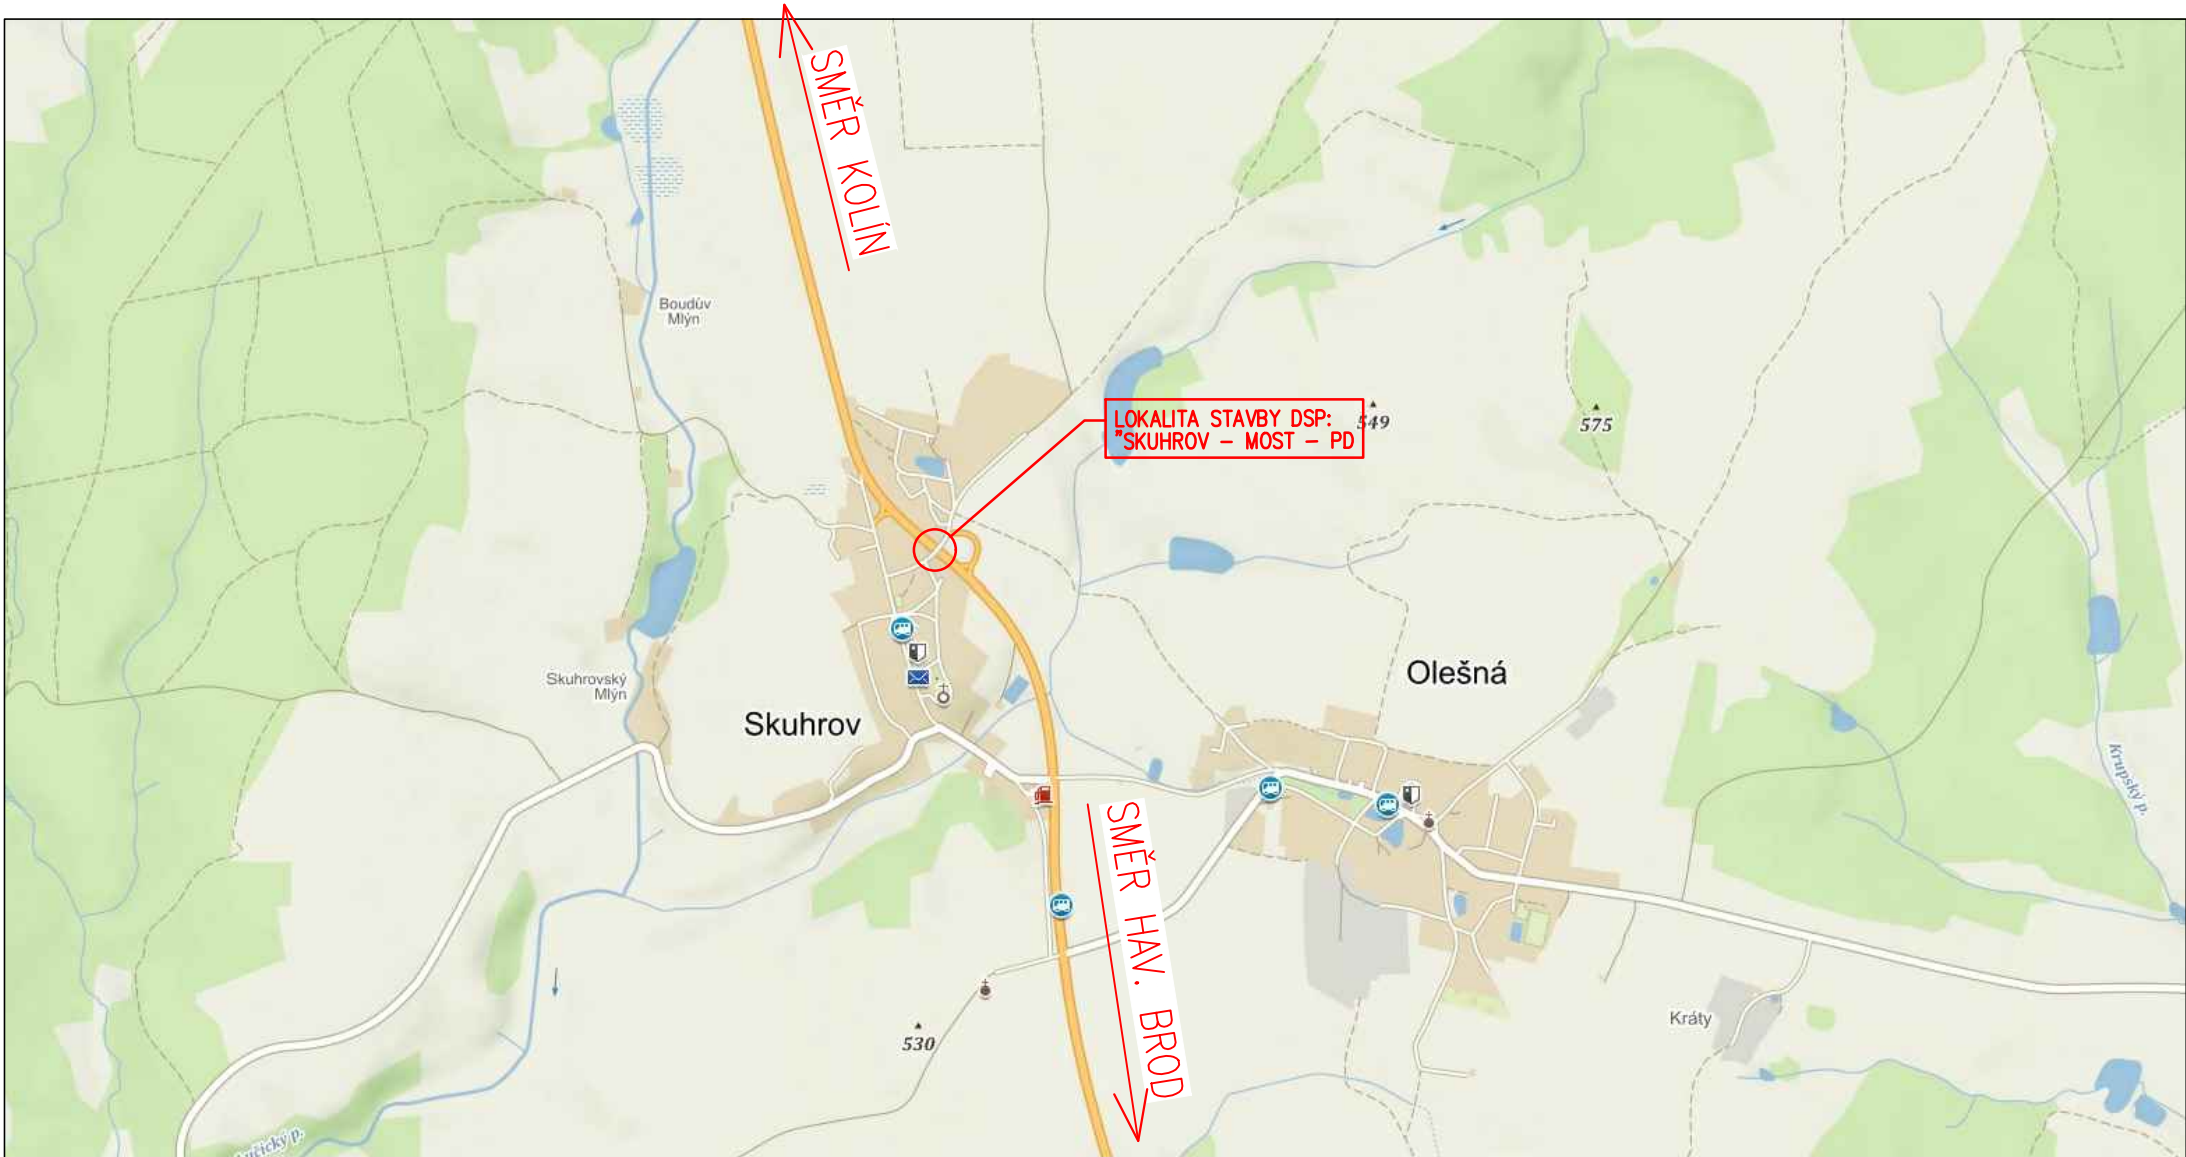 SMĚR KOLÍN
Boudův
Mlýn
LOKALITA STAVBY DSP:
"SKUHROV – MOST – PD
549
575
Skuhrovský
Mlýn
Skuhrov
Olešná
Krupský p.
SMĚR HAV. BROD
530
Kráty
p.